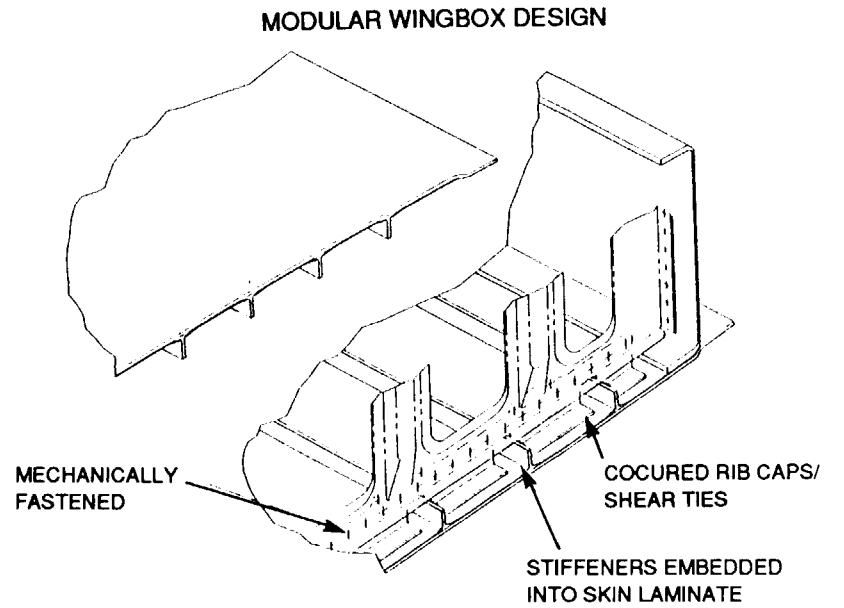 MODULAR WINGBOX DESIGN
MECHANICALLY
FASTENED
COCURED RIB CAPS/
SHEAR TIES
STIFFENERS EMBEDDED
INTO SKIN LAMINATE